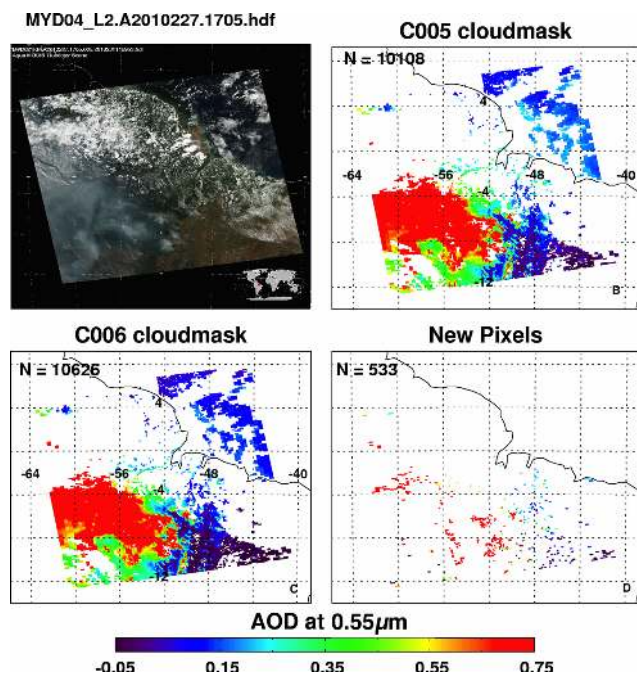 MYD04_L2.A2010227.1705.hdf
C005 cloudmask
N = 10108
4
-64
-56
-48
-40
-4
-12
B
C006 cloudmask
N = 10626
-64
-56
-48
-40
-4
-12
C
New Pixels
N = 533
D
AOD at 0.55µm
-0.05
0.15
0.35
0.55
0.75